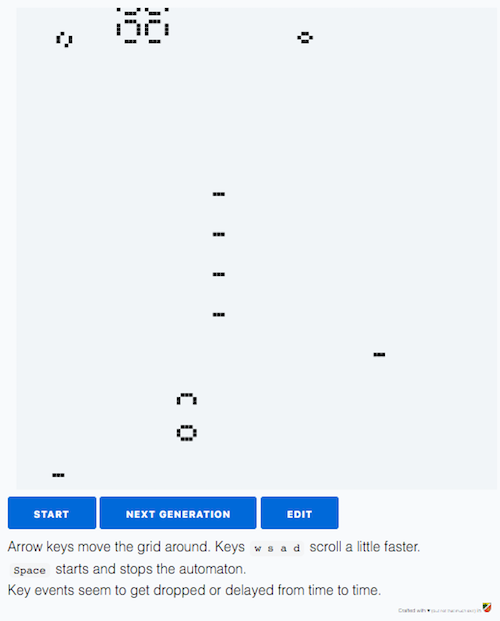 START
NEXT GENERATION
EDIT
Arrow keys move the grid around. Keys w s a d scroll a little faster.
Space starts and stops the automaton.
Key events seem to get dropped or delayed from time to time.
Crafted with ♥